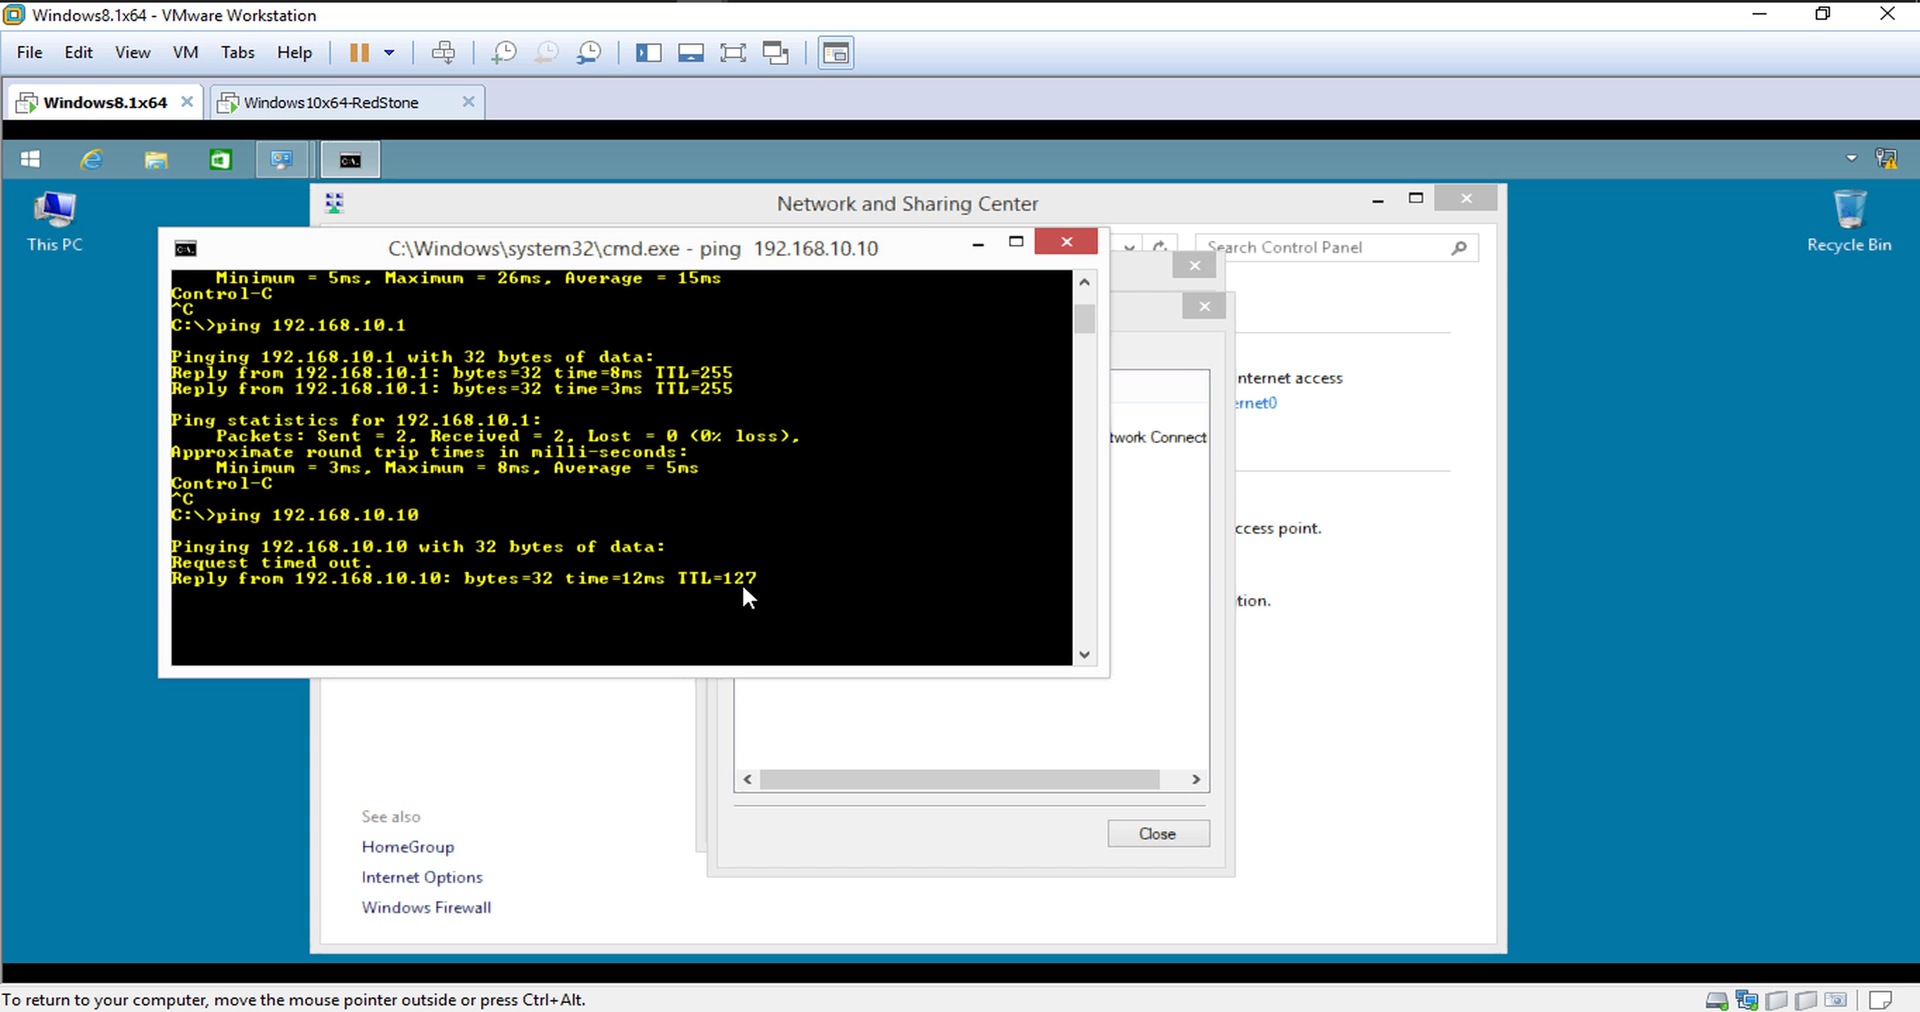 Windows8.1x64 - VMware Workstation
File Edit View VM Tabs Help
Windows8.1x64
Windows10x64-RedStone
This PC
Recycle Bin
Network and Sharing Center
Search Control Panel
C:\Windows\system32\cmd.exe - ping 192.168.10.10
Minimum = 5ms, Maximum = 26ms, Average = 15ms
Control-C
^C
C:\>ping 192.168.10.1
Pinging 192.168.10.1 with 32 bytes of data:
Reply from 192.168.10.1: bytes=32 time=8ms TTL=255
Reply from 192.168.10.1: bytes=32 time=3ms TTL=255
Ping statistics for 192.168.10.1:
Packets: Sent = 2, Received = 2, Lost = 0 (0% loss),
Approximate round trip times in milli-seconds:
Minimum = 3ms, Maximum = 8ms, Average = 5ms
Control-C
^C
C:\>ping 192.168.10.10
Pinging 192.168.10.10 with 32 bytes of data:
Request timed out.
Reply from 192.168.10.10: bytes=32 time=12ms TTL=127
nternet access
ernet0
twork Connect
ccess point.
tion.
Close
See also
HomeGroup
Internet Options
Windows Firewall
To return to your computer, move the mouse pointer outside or press Ctrl+Alt.